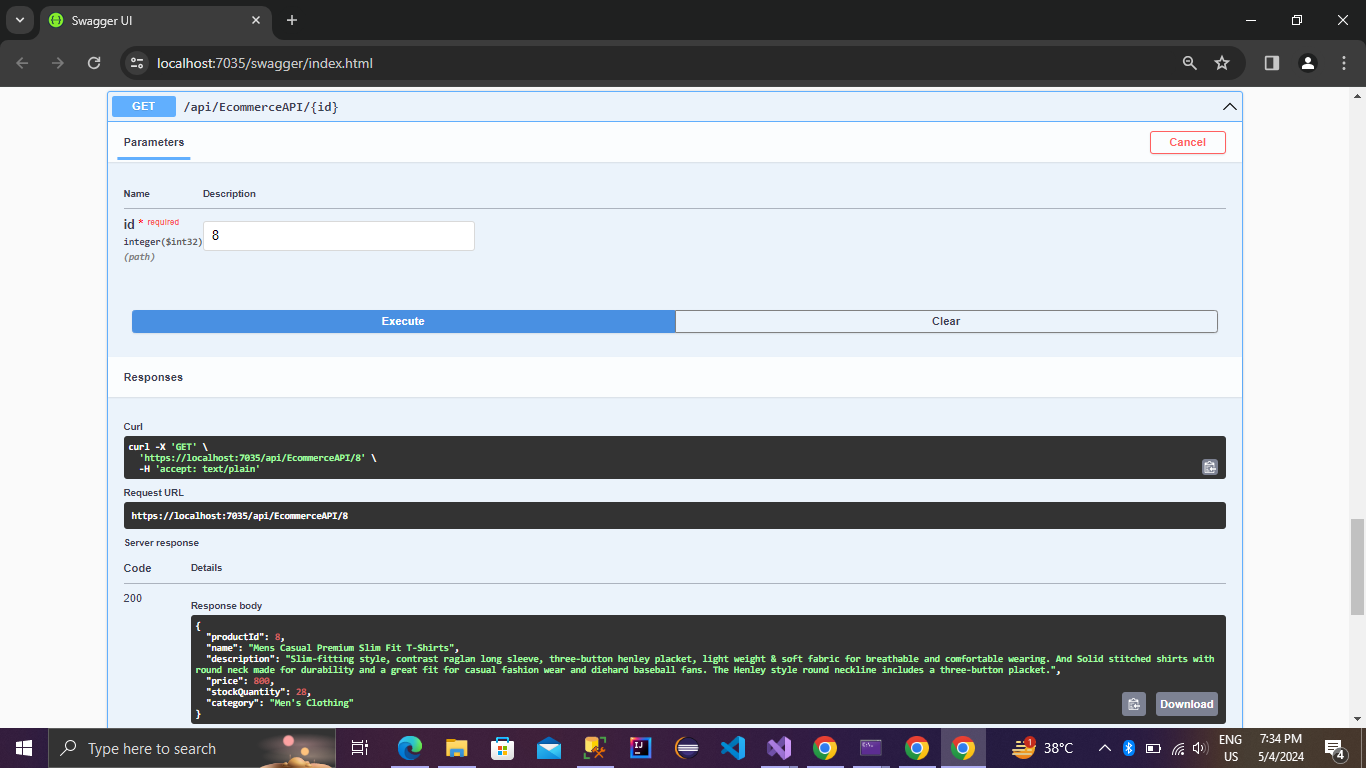 Swagger UI
localhost:7035/swagger/index.html
GET /api/EcommerceAPI/{id}
Parameters
Cancel
Name Description
id * required
integer($int32)
(path)
8
Execute Clear
Responses
Curl
curl -X 'GET' \
'https://localhost:7035/api/EcommerceAPI/8' \
-H 'accept: text/plain'
Request URL
https://localhost:7035/api/EcommerceAPI/8
Server response
Code Details
200
Response body
{
"productId": 8,
"name": "Mens Casual Premium Slim Fit T-Shirts",
"description": "Slim-fitting style, contrast raglan long sleeve, three-button henley placket, light weight & soft fabric for breathable and comfortable wearing. And Solid stitched shirts with
round neck made for durability and a great fit for casual fashion wear and diehard baseball fans. The Henley style round neckline includes a three-button placket.",
"price": 800,
"stockQuantity": 28,
"category": "Men's Clothing"
}
Download
Type here to search
1
38°C
ENG
US
7:34 PM
5/4/2024
4